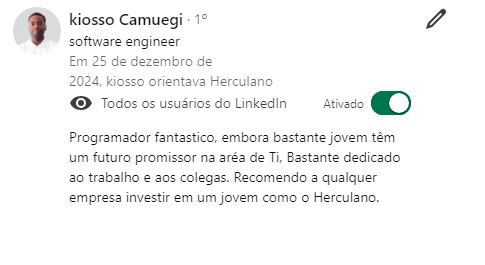 kiosso Camuegi · 1º
software engineer
Em 25 de dezembro de
2024, kiosso orientava Herculano
Todos os usuários do LinkedIn Ativado
Programador fantastico, embora bastante jovem têm
um futuro promissor na aréa de Ti, Bastante dedicado
ao trabalho e aos colegas. Recomendo a qualquer
empresa investir em um jovem como o Herculano.